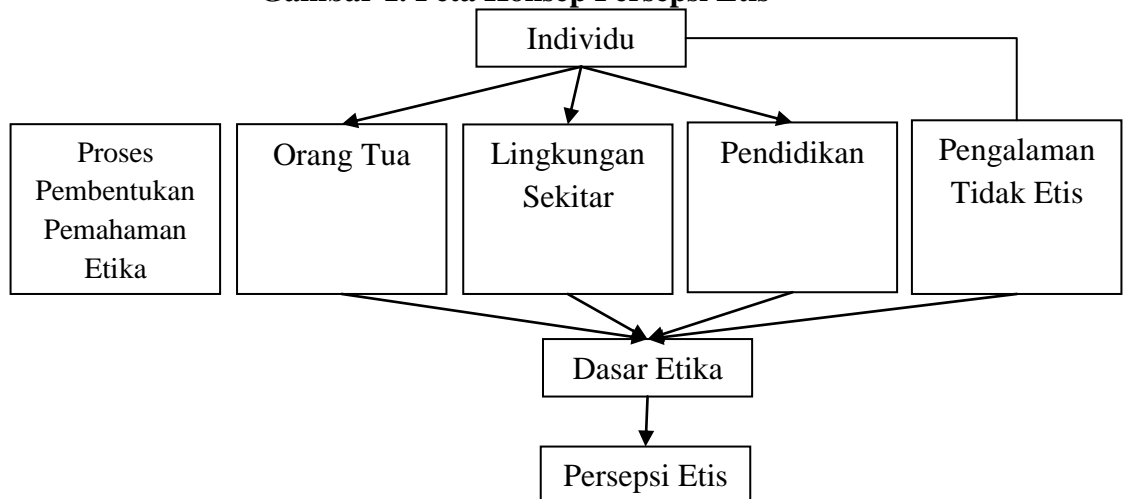 Gambar 1. Peta Konsep Persepsi Etis
Individu
Proses
Pembentukan
Pemahaman
Etika
Orang Tua
Lingkungan
Sekitar
Pendidikan
Pengalaman
Tidak Etis
Dasar Etika
Persepsi Etis